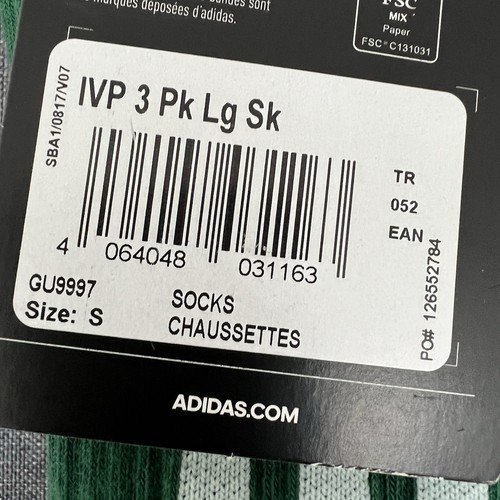 marques déposées d'adidas.
sont
FSC
MIX
Paper
FSC® C131031
SBA1/0817/V07
IVP 3 Pk Lg Sk
TR
052
EAN
4 064048 031163
GU9997
Size: S
SOCKS
CHAUSSETTES
PO# 126552784
ADIDAS.COM